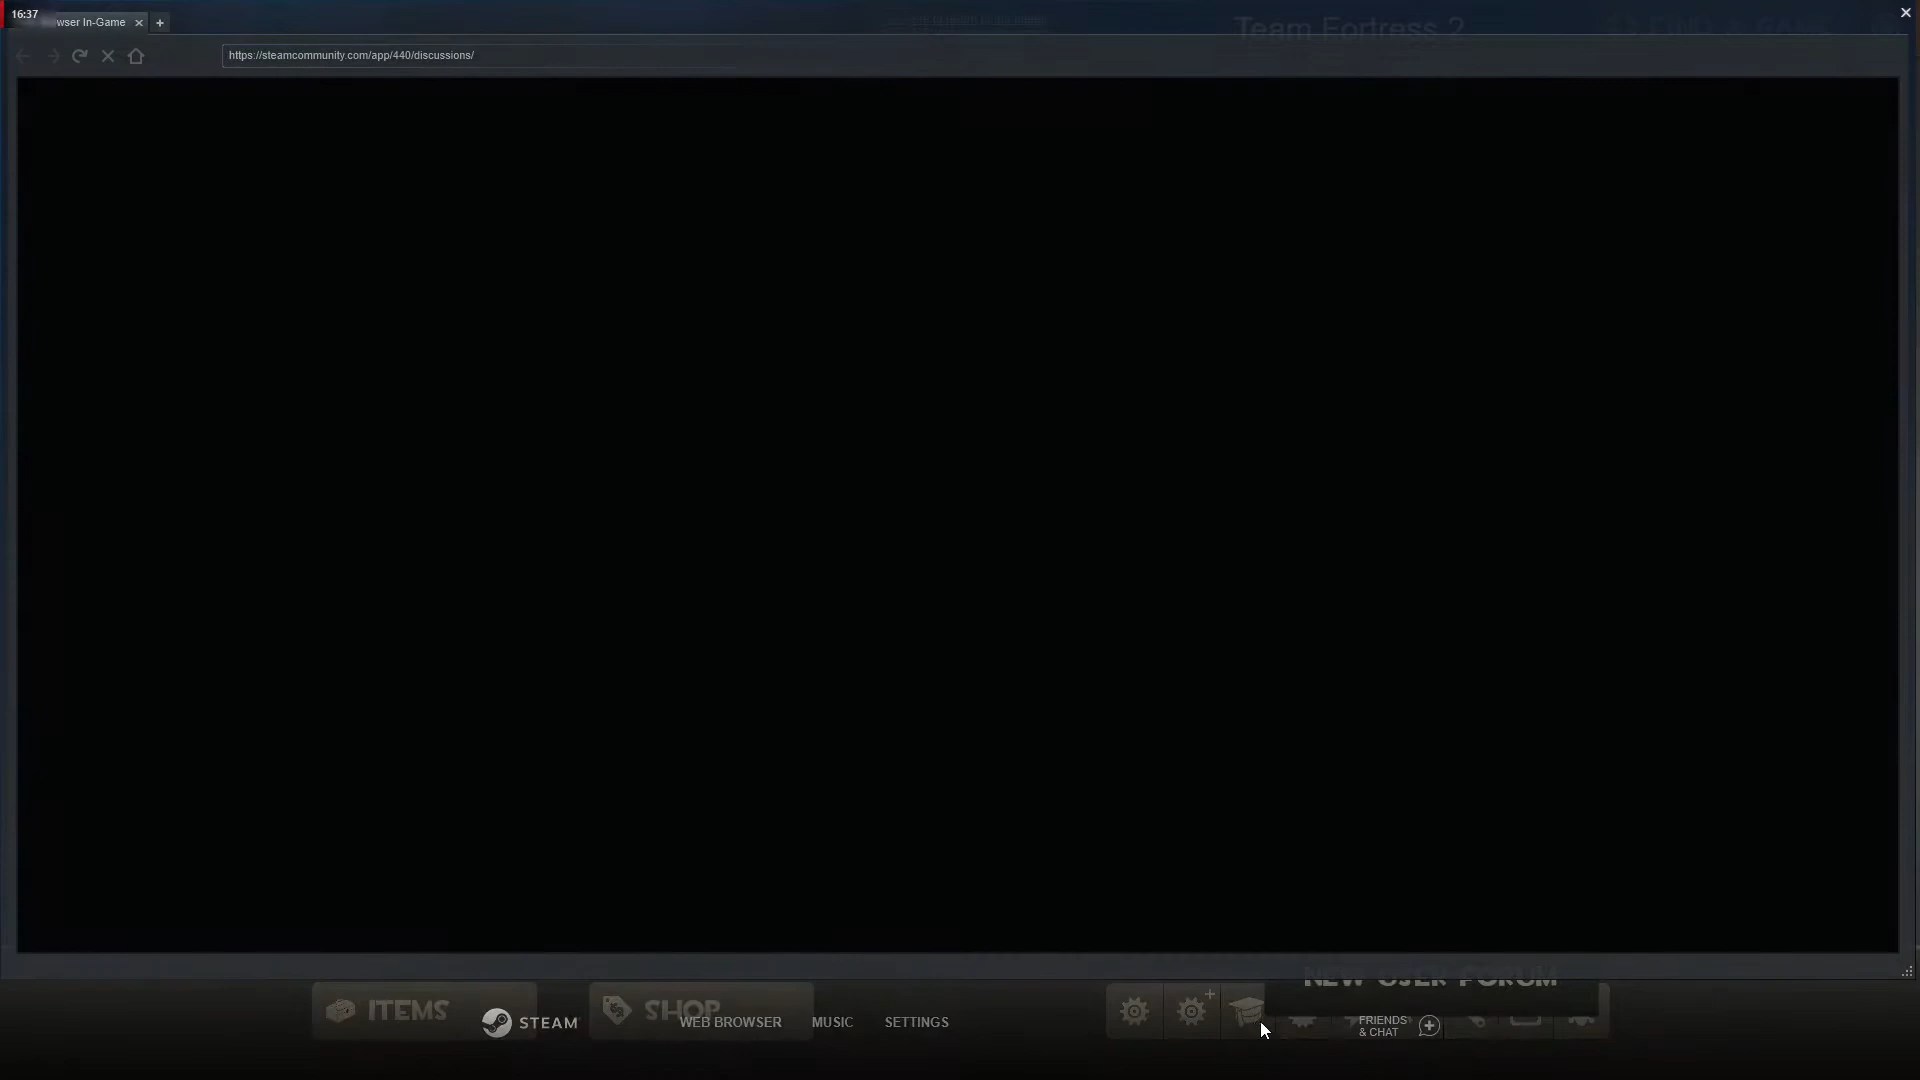 16:37
wser In-Game
Team Fortress 2
https://steamcommunity.com/app/440/discussions/
NEW USER FORUM
ITEMS
SHOP
STEAM
WEB BROWSER
MUSIC
SETTINGS
FRIENDS
& CHAT